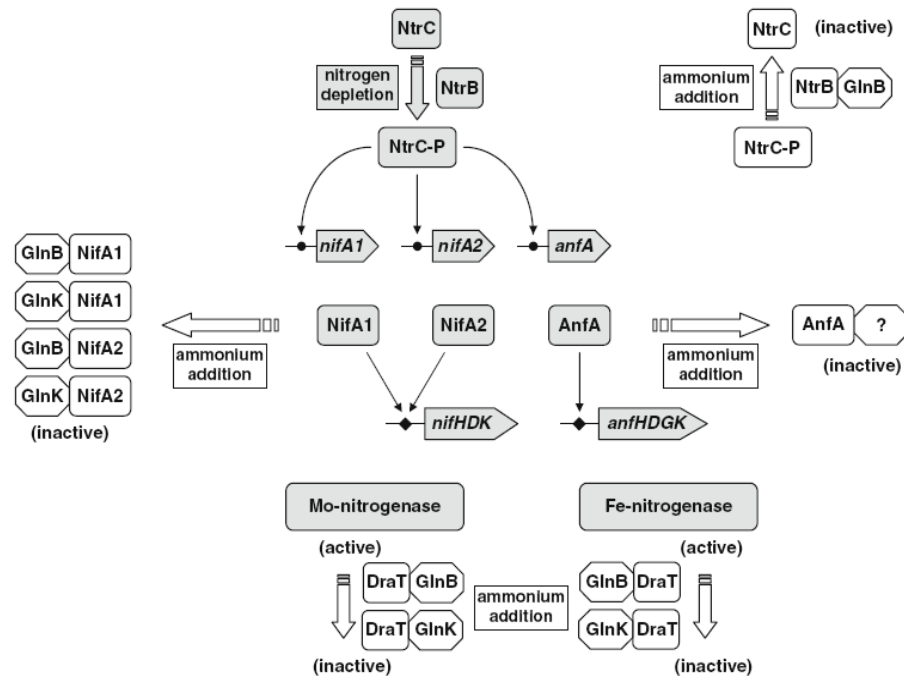 NtrC
nitrogen
depletion
NtrB
NtrC-P
NtrC
(inactive)
ammonium
addition
NtrB
GlnB
NtrC-P
nifA1
nifA2
anfA
GlnB
NifA1
GlnK
NifA1
GlnB
NifA2
GlnK
NifA2
(inactive)
ammonium
addition
NifA1
NifA2
AnfA
ammonium
addition
AnfA
?
(inactive)
nifHDK
anfHDGK
Mo-nitrogenase
(active)
Fe-nitrogenase
(active)
DraT
GlnB
DraT
GlnK
(inactive)
ammonium
addition
GlnB
DraT
GlnK
DraT
(inactive)